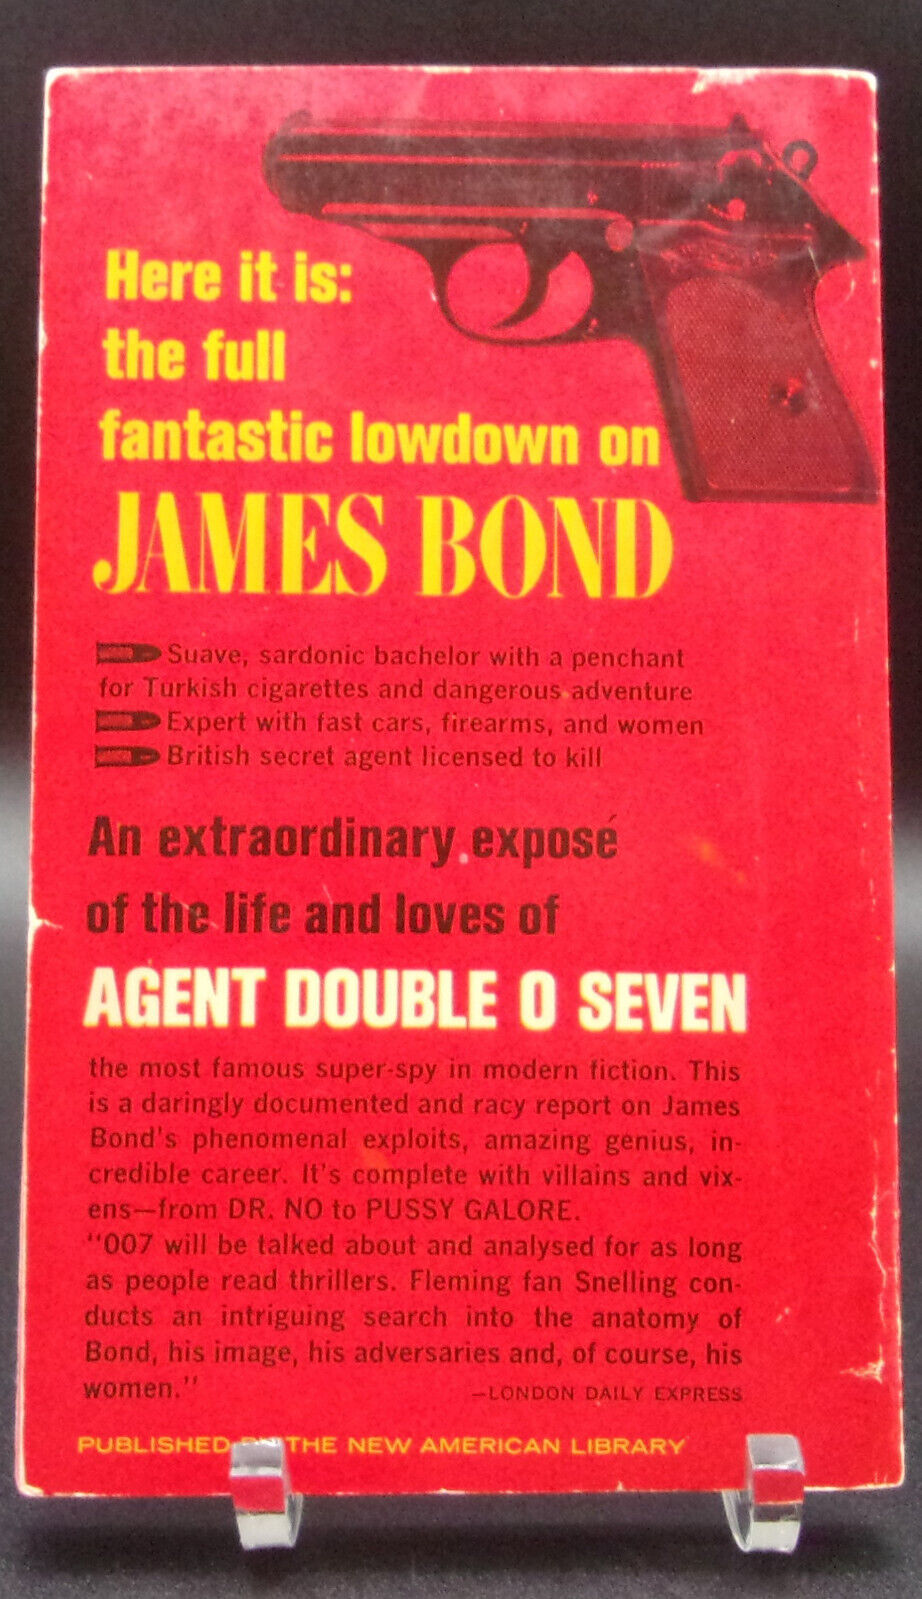 Here it is:
the full
fantastic lowdown on
JAMES BOND
Suave, sardonic bachelor with a penchant
for Turkish cigarettes and dangerous adventure
Expert with fast cars, firearms, and women
British secret agent licensed to kill
An extraordinary exposé
of the life and loves of
AGENT DOUBLE O SEVEN
the most famous super-spy in modern fiction. This
is a daringly documented and racy report on James
Bond's phenomenal exploits, amazing genius, in-
credible career. It's complete with villains and vix-
ens—from DR. NO to PUSSY GALORE.
"007 will be talked about and analysed for as long
as people read thrillers. Fleming fan Snelling con-
ducts an intriguing search into the anatomy of
Bond, his image, his adversaries and, of course, his
women." —LONDON DAILY EXPRESS
PUBLISHED BY THE NEW AMERICAN LIBRARY